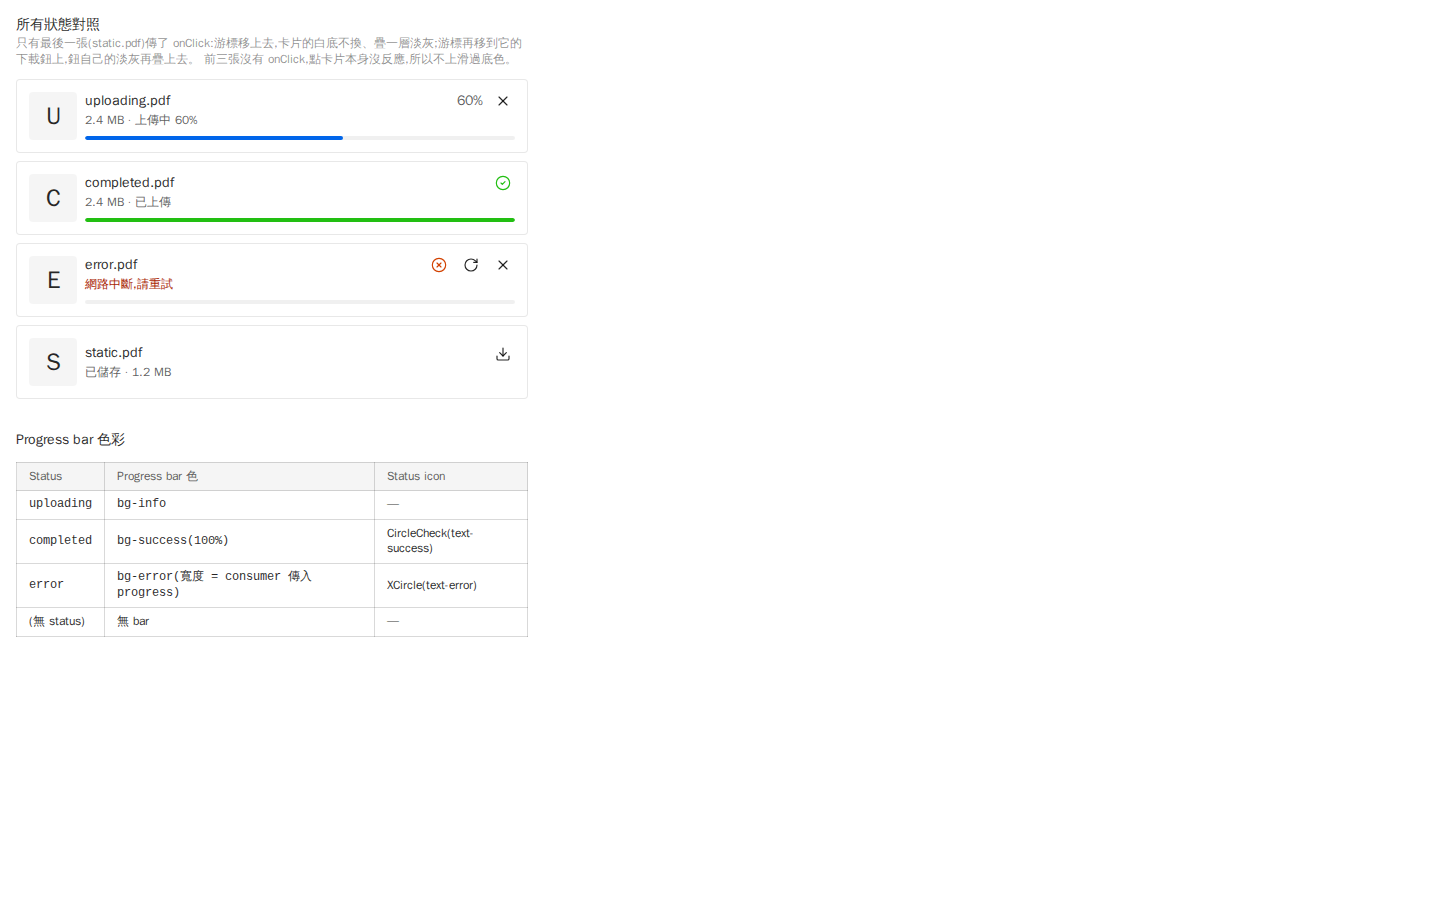 所有狀態對照
只有最後一張(static.pdf)傳了 onClick:游標移上去,卡片的白底不換、疊一層淡灰;游標再移到它的
下載鈕上,鈕自己的淡灰再疊上去。 前三張沒有 onClick,點卡片本身沒反應,所以不上滑過底色。
U
uploading.pdf
60%
2.4 MB · 上傳中 60%
C
completed.pdf
2.4 MB · 已上傳
E
error.pdf
網路中斷,請重試
S
static.pdf
已儲存 · 1.2 MB
Progress bar 色彩
Status Progress bar 色 Status icon
uploading bg-info —
completed bg-success(100%) CircleCheck(text-
success)
error bg-error(寬度 = consumer 傳入
progress) XCircle(text-error)
(無 status) 無 bar —